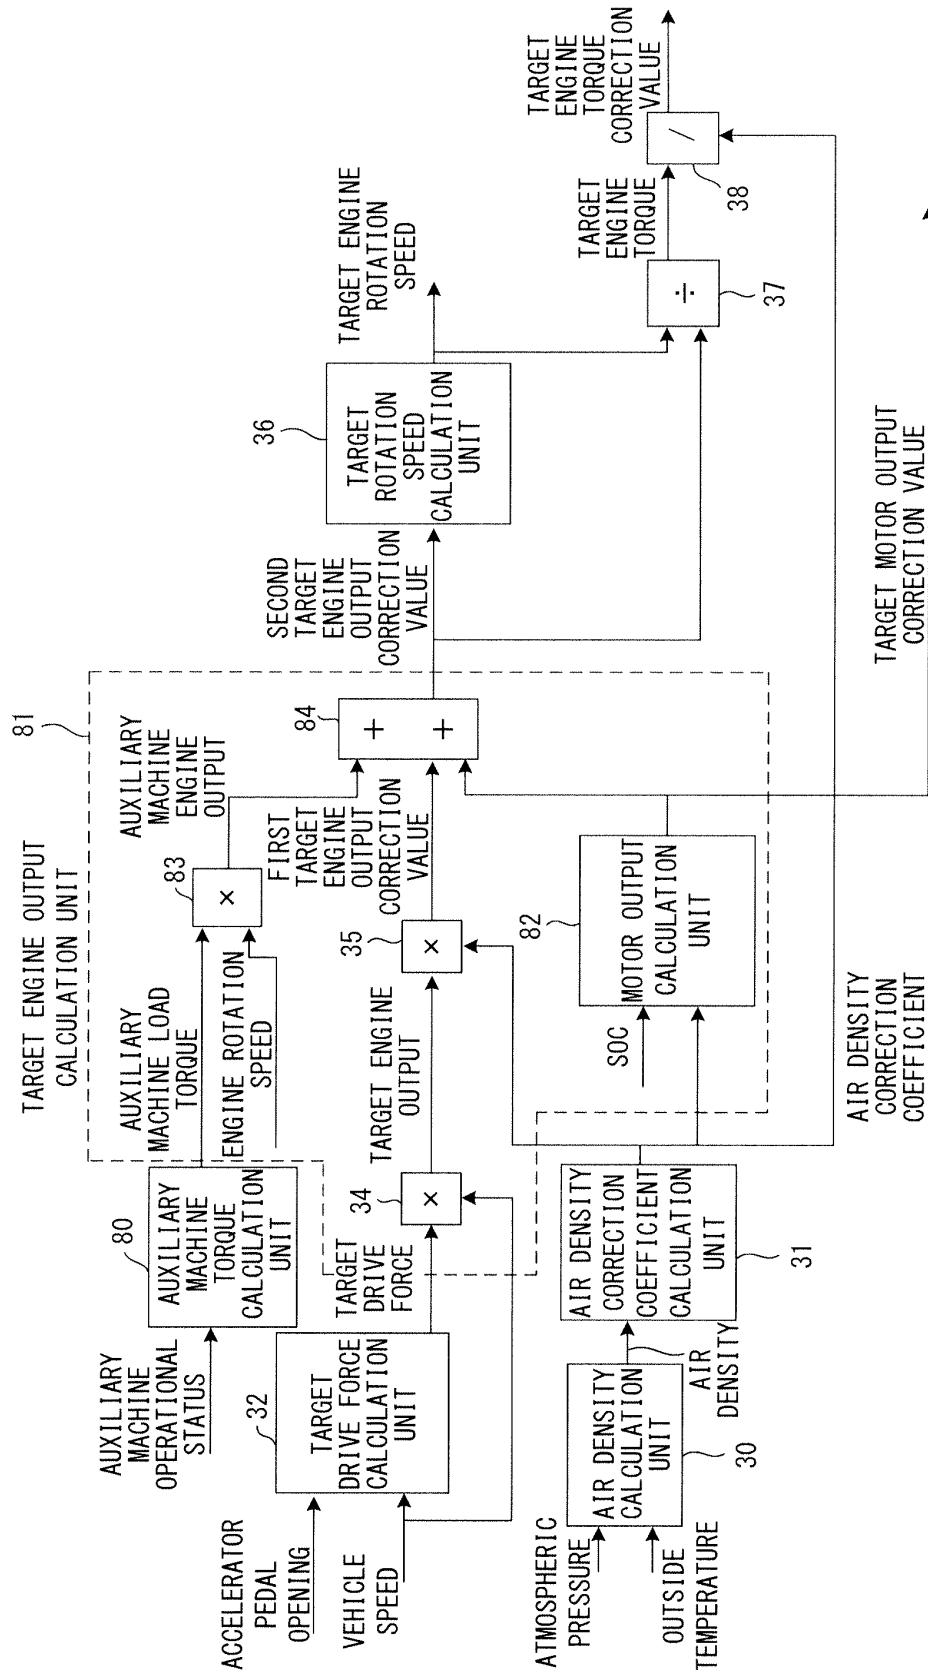 TARGET ENGINE OUTPUT
CALCULATION UNIT
81
ACCELERATOR
PEDAL
OPENING
VEHICLE
SPEED
AUXILIARY
MACHINE
OPERATIONAL
STATUS
32
TARGET
DRIVE FORCE
CALCULATION
UNIT
80
AUXILIARY
MACHINE
TORQUE
CALCULATION
UNIT
AUXILIARY
MACHINE LOAD
TORQUE
ENGINE ROTATION
SPEED
83
×
AUXILIARY
MACHINE
ENGINE
OUTPUT
TARGET
DRIVE
FORCE
34
×
TARGET ENGINE
OUTPUT
35
×
FIRST
TARGET
ENGINE
OUTPUT
CORRECTION
VALUE
84
+
+
SECOND
TARGET
ENGINE
OUTPUT
CORRECTION
VALUE
36
TARGET
ROTATION
SPEED
CALCULATION
UNIT
TARGET ENGINE
ROTATION
SPEED
÷
37
TARGET
ENGINE
TORQUE
/
38
TARGET
ENGINE
TORQUE
CORRECTION
VALUE
ATMOSPHERIC
PRESSURE
OUTSIDE
TEMPERATURE
AIR DENSITY
CALCULATION
UNIT
30
AIR
DENSITY
AIR DENSITY
CORRECTION
COEFFICIENT
CALCULATION
UNIT
31
SOC
82
MOTOR OUTPUT
CALCULATION
UNIT
AIR DENSITY
CORRECTION
COEFFICIENT
TARGET MOTOR OUTPUT
CORRECTION VALUE